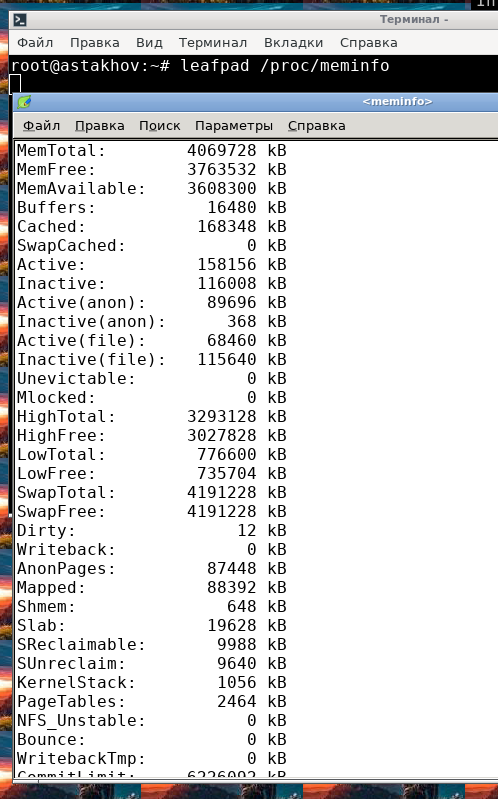 Терминал -
Файл Правка Вид Терминал Вкладки Справка
root@astakhov:~# leafpad /proc/meminfo
<meminfo>
Файл Правка Поиск Параметры Справка
MemTotal: 4069728 kB
MemFree: 3763532 kB
MemAvailable: 3608300 kB
Buffers: 16480 kB
Cached: 168348 kB
SwapCached: 0 kB
Active: 158156 kB
Inactive: 116008 kB
Active(anon): 89696 kB
Inactive(anon): 368 kB
Active(file): 68460 kB
Inactive(file): 115640 kB
Unevictable: 0 kB
Mlocked: 0 kB
HighTotal: 3293128 kB
HighFree: 3027828 kB
LowTotal: 776600 kB
LowFree: 735704 kB
SwapTotal: 4191228 kB
SwapFree: 4191228 kB
Dirty: 12 kB
Writeback: 0 kB
AnonPages: 87448 kB
Mapped: 88392 kB
Shmem: 648 kB
Slab: 19628 kB
SReclaimable: 9988 kB
SUnreclaim: 9640 kB
KernelStack: 1056 kB
PageTables: 2464 kB
NFS_Unstable: 0 kB
Bounce: 0 kB
WritebackTmp: 0 kB
CommitLimit: 6226092 kB